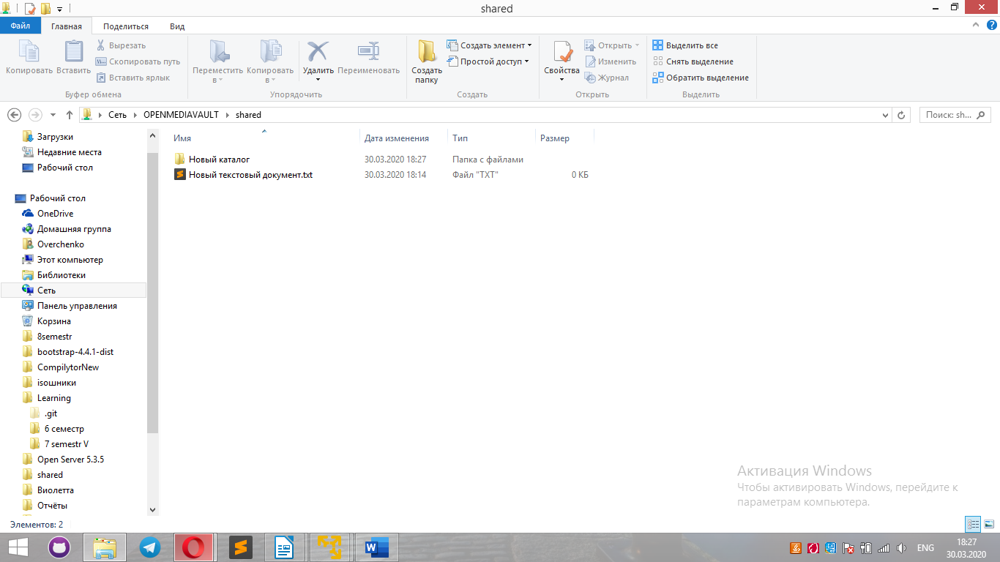 shared
Файл Главная Поделиться Вид
Копировать Вставить Вырезать Скопировать путь Вставить ярлык
Буфер обмена
Переместить в Копировать в Удалить Переименовать
Упорядочить
Создать папку Создать элемент Простой доступ
Создать
Свойства Открыть Изменить Журнал
Открыть
Выделить все Снять выделение Обратить выделение
Выделить
Сеть OPENMEDIAVAULT shared
Поиск: sh...
Загрузки
Недавние места
Рабочий стол
Рабочий стол
OneDrive
Домашняя группа
Overchenko
Этот компьютер
Библиотеки
Сеть
Панель управления
Корзина
8semestr
bootstrap-4.4.1-dist
CompilytorNew
isoшники
Learning
.git
6 семестр
7 semestr V
Open Server 5.3.5
shared
Виолетта
Отчёты
Имя Дата изменения Тип Размер
Новый каталог 30.03.2020 18:27 Папка с файлами
Новый текстовый документ.txt 30.03.2020 18:14 Файл "TXT" 0 КБ
Активация Windows
Чтобы активировать Windows, перейдите к
параметрам компьютера.
Элементов: 2
ENG
18:27
30.03.2020